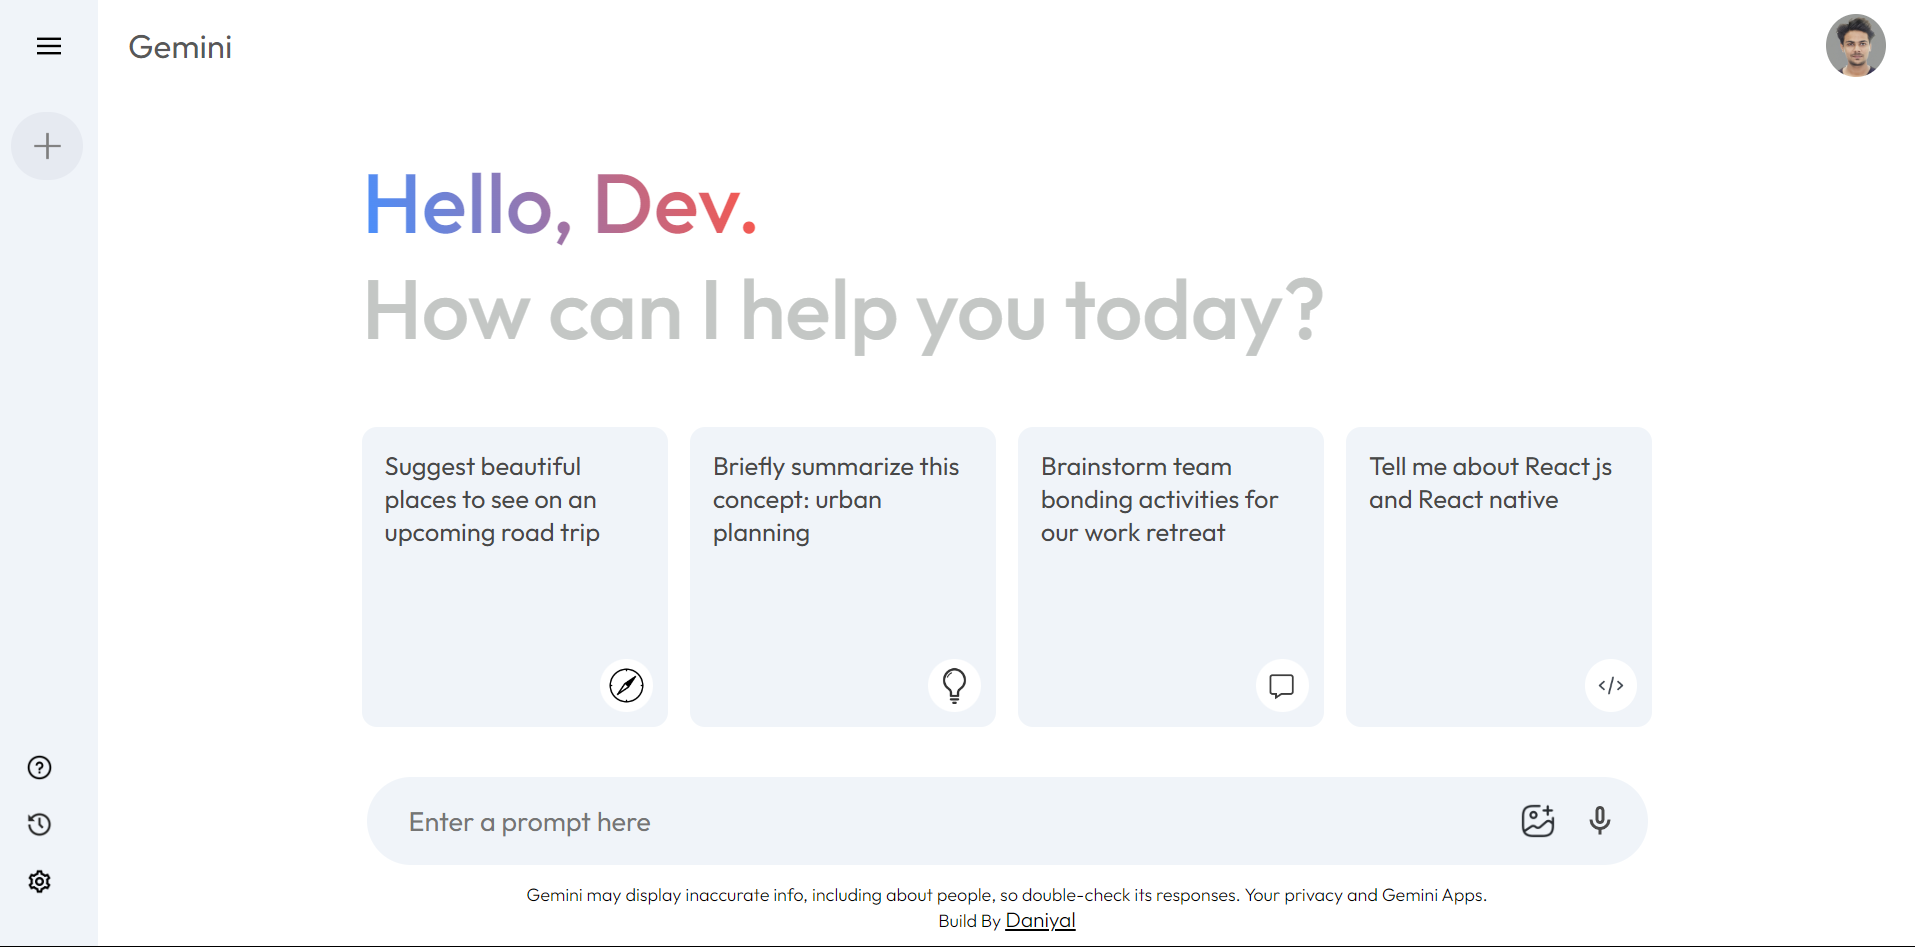 Gemini
Hello, Dev.
How can I help you today?
Suggest beautiful
places to see on an
upcoming road trip
Briefly summarize this
concept: urban
planning
Brainstorm team
bonding activities for
our work retreat
Tell me about React js
and React native
Enter a prompt here
Gemini may display inaccurate info, including about people, so double-check its responses. Your privacy and Gemini Apps.
Build By Daniyal